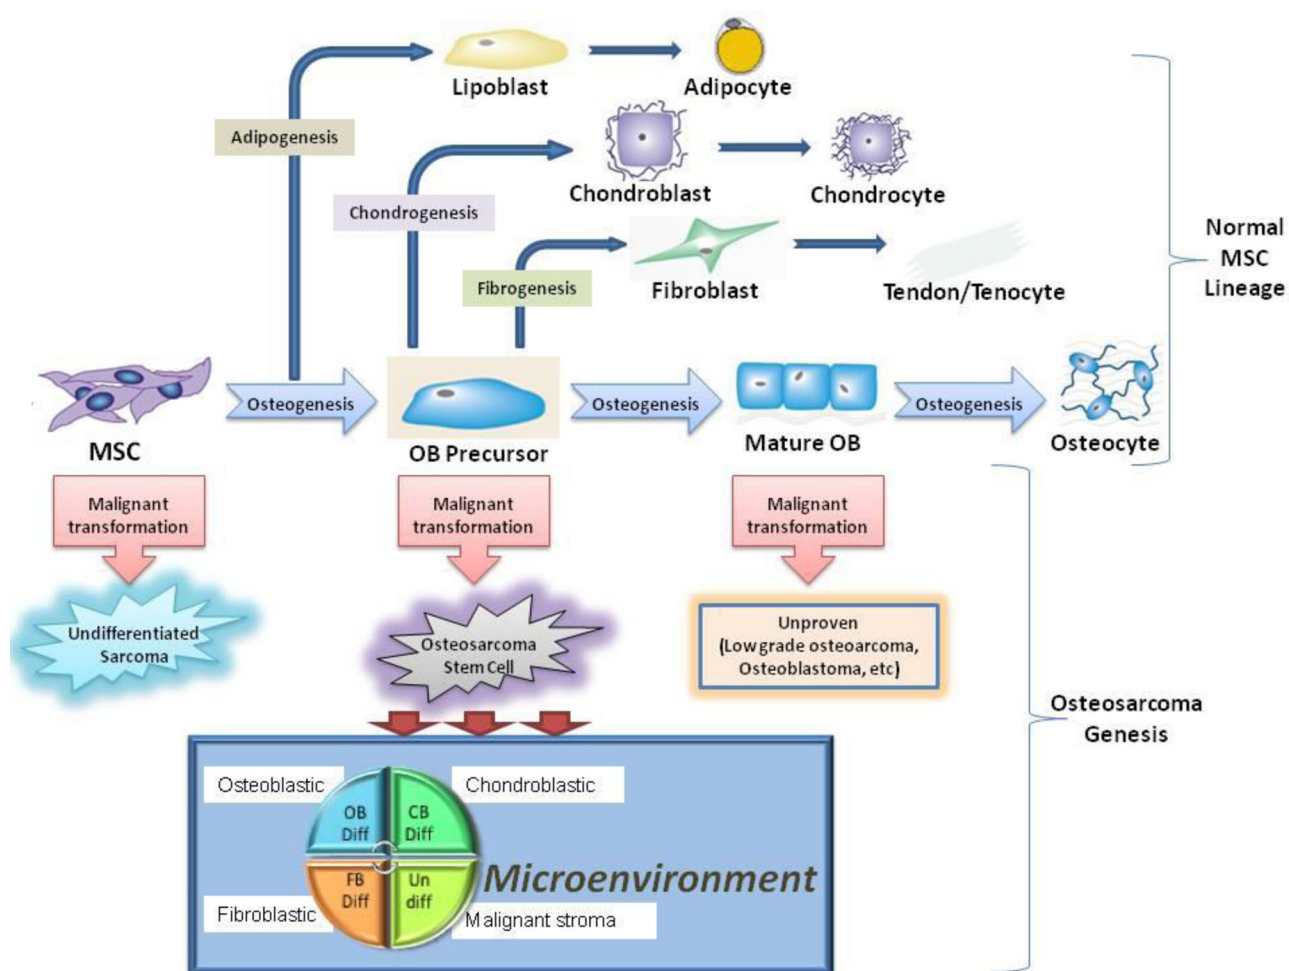 Lipoblast
Adipocyte
Adipogenesis
Chondroblast
Chondrocyte
Chondrogenesis
Fibroblast
Tendon/Tenocyte
Fibrogenesis
Normal
MSC
Lineage
MSC
Osteogenesis
OB Precursor
Osteogenesis
Mature OB
Osteogenesis
Osteocyte
Malignant
transformation
Malignant
transformation
Malignant
transformation
Undifferentiated
Sarcoma
Osteosarcoma
Stem Cell
Unproven
(Low grade osteoarcoma,
Osteoblastoma, etc)
Osteosarcoma
Genesis
Osteoblastic
Chondroblastic
OB
Diff
CB
Diff
FB
Diff
Un
diff
Microenvironment
Fibroblastic
Malignant stroma